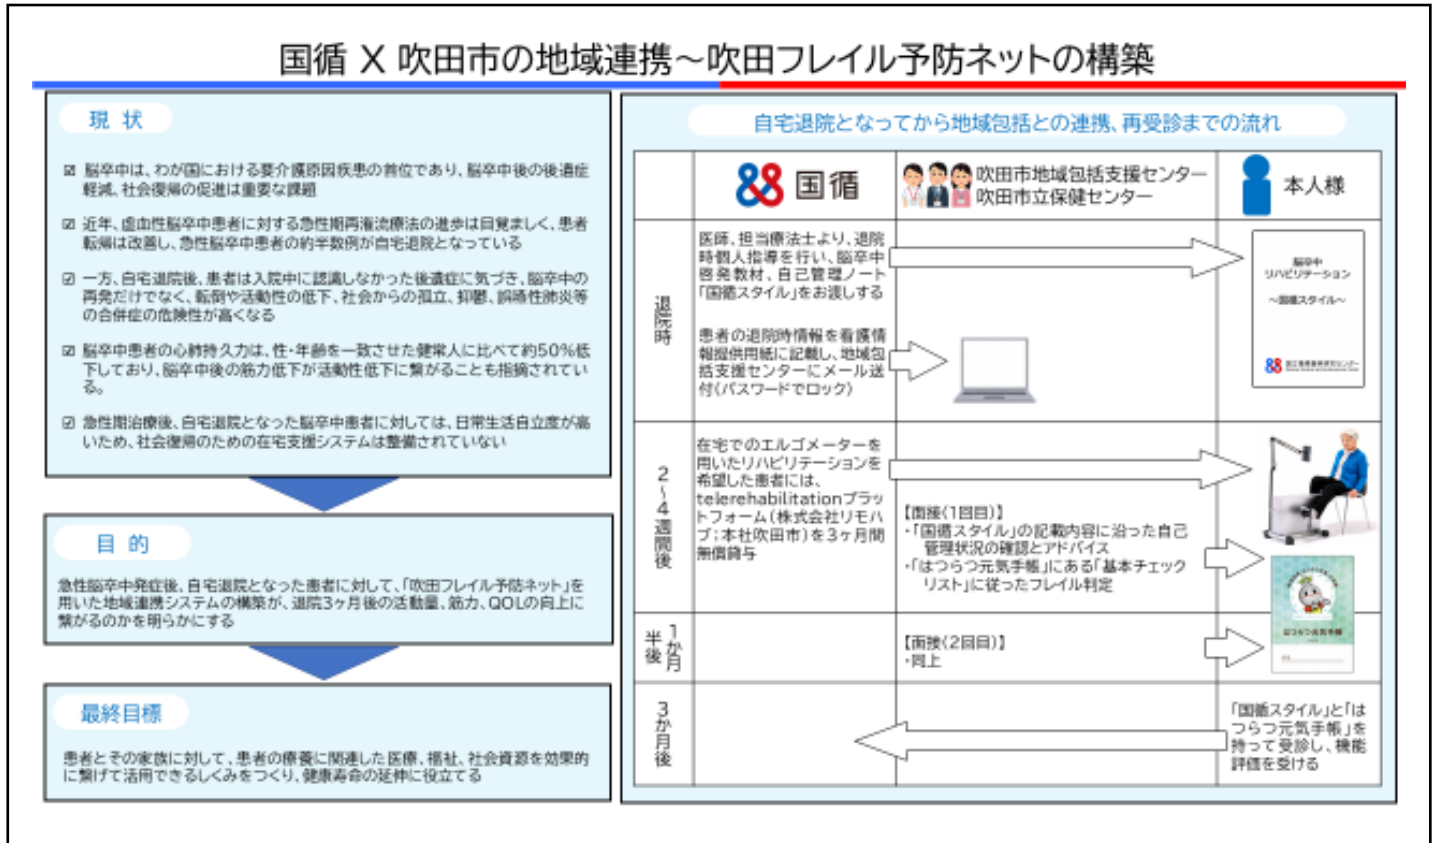 国循 X 吹田市の地域連携～吹田フレイル予防ネットの構築
現 状
☑ 脳卒中は、わが国における要介護原因疾患の首位であり、脳卒中後の後遺症
軽減、社会復帰の促進は重要な課題
☑ 近年、虚血性脳卒中患者に対する急性期再灌流療法の進歩は目覚ましく、患者
転帰は改善し、急性脳卒中患者の約半数例が自宅退院となっている
☑ 一方、自宅退院後、患者は入院中に認識しなかった後遺症に気づき、脳卒中の
再発だけでなく、転倒や活動性の低下、社会からの孤立、抑鬱、誤嚥性肺炎等
の合併症の危険性が高くなる
☑ 脳卒中患者の心肺持久力は、性・年齢を一致させた健常人に比べて約50%低
下しており、脳卒中後の筋力低下が活動性低下に繋がることも指摘されてい
る。
☑ 急性期治療後、自宅退院となった脳卒中患者に対しては、日常生活自立度が高
いため、社会復帰のための在宅支援システムは整備されていない
目 的
急性脳卒中発症後、自宅退院となった患者に対して、「吹田フレイル予防ネット」を
用いた地域連携システムの構築が、退院3ヶ月後の活動量、筋力、QOLの向上に
繋がるのかを明らかにする
最終目標
患者とその家族に対して、患者の療養に関連した医療、福祉、社会資源を効果的
に繋げて活用できるしくみをつくり、健康寿命の延伸に役立てる
自宅退院となってから地域包括との連携、再受診までの流れ
国循
吹田市地域包括支援センター
吹田市立保健センター
本人様
退院時
医師、担当療法士より、退院
時個人指導を行い、脳卒中
啓発教材、自己管理ノート
「国循スタイル」をお渡しする
患者の退院時情報を看護情
報提供用紙に記載し、地域包
括支援センターにメール送
付(パスワードでロック)
脳卒中
リハビリテーション
～国循スタイル～
2～4週間後
在宅でのエルゴメーターを
用いたリハビリテーションを
希望した患者には、
telerehabilitationプラッ
トフォーム(株式会社リモハ
ブ;本社吹田市)を3ヶ月間
無償貸与
【面接(1回目)】
・「国循スタイル」の記載内容に沿った自己
管理状況の確認とアドバイス
・「はつらつ元気手帳」にある「基本チェック
リスト」に従ったフレイル判定
はつらつ元気手帳
1か月
半後
【面接(2回目)】
・同上
3か月後
「国循スタイル」と「は
つらつ元気手帳」を
持って受診し、機能
評価を受ける